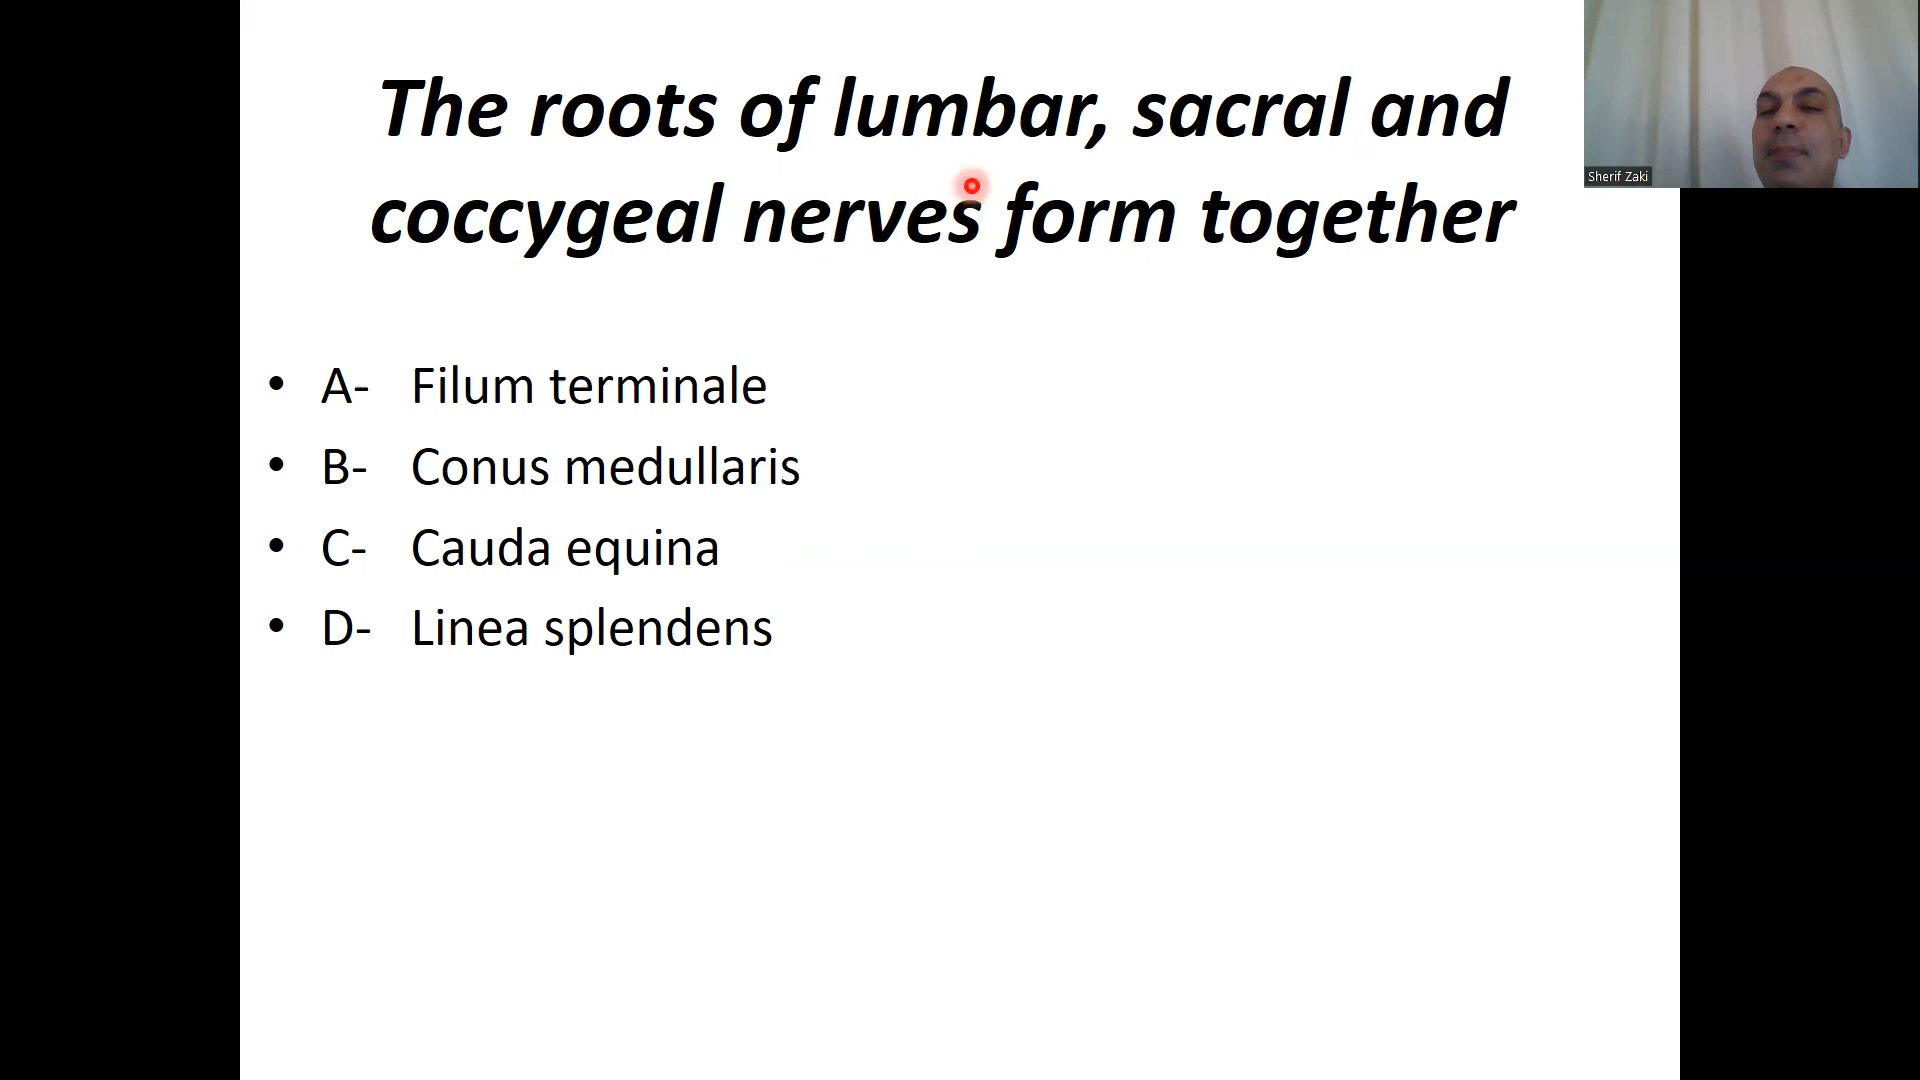 The roots of lumbar, sacral and
coccygeal nerves form together
• A- Filum terminale
• B- Conus medullaris
• C- Cauda equina
• D- Linea splendens
Sherif Zaki